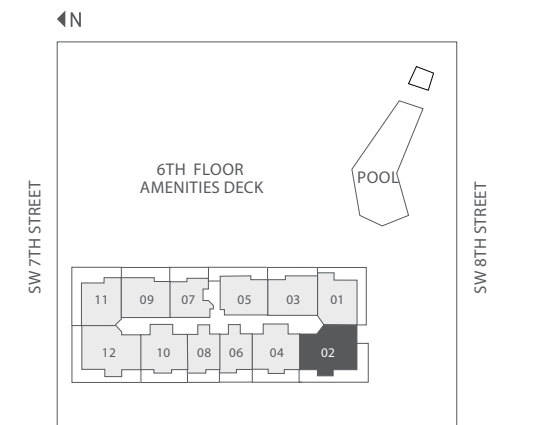 N
6TH FLOOR
AMENITIES DECK
POOL
SW 7TH STREET
SW 8TH STREET
11 09 07 05 03 01
12 10 08 06 04 02